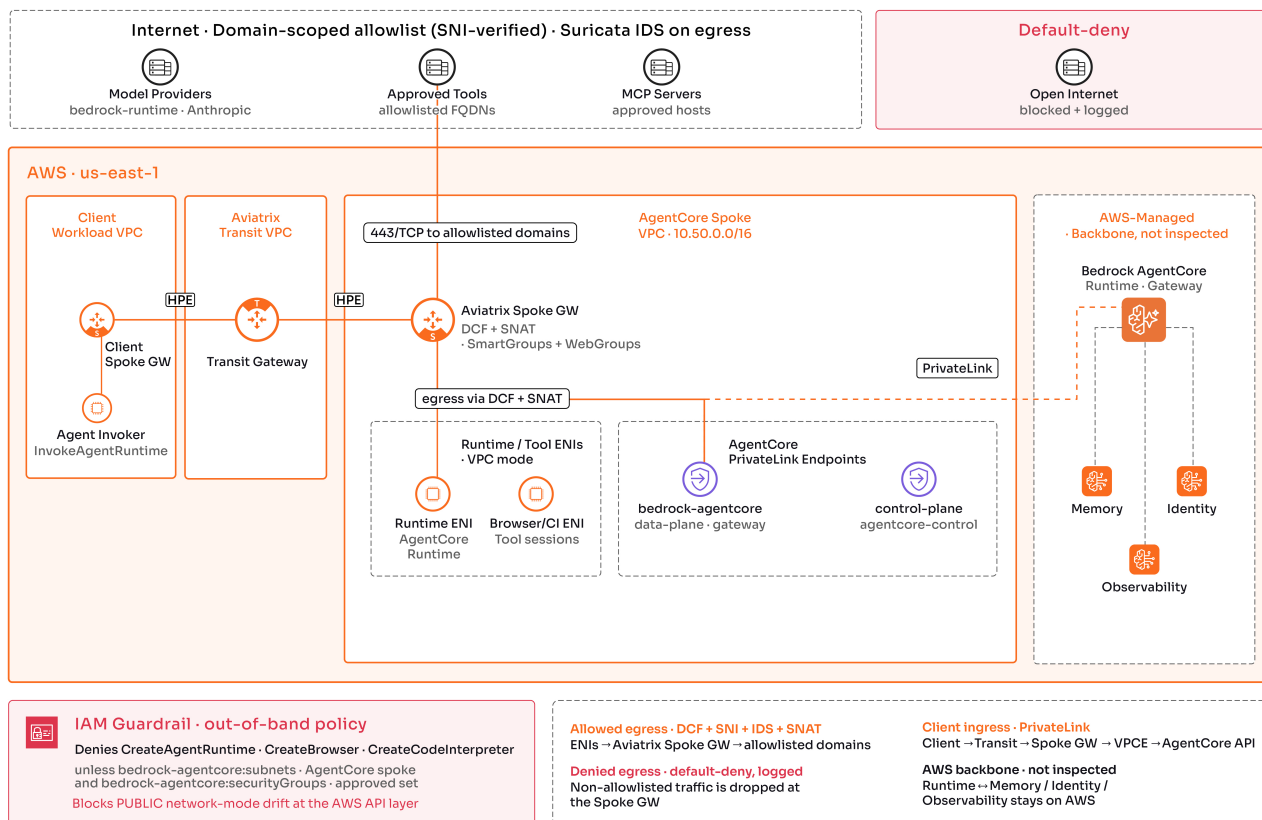 Internet · Domain-scoped allowlist (SNI-verified) · Suricata IDS on egress
Model Providers
bedrock-runtime · Anthropic
Approved Tools
allowlisted FQDNs
MCP Servers
approved hosts
Default-deny
Open Internet
blocked + logged
AWS · us-east-1
Client
Workload VPC
HPE
Client
Spoke GW
Agent Invoker
InvokeAgentRuntime
Aviatrix
Transit VPC
T
S
Transit Gateway
HPE
AgentCore Spoke
VPC · 10.50.0.0/16
443/TCP to allowlisted domains
S
Aviatrix Spoke GW
DCF + SNAT
· SmartGroups + WebGroups
PrivateLink
egress via DCF + SNAT
Runtime / Tool ENIs
· VPC mode
Runtime ENI
AgentCore
Runtime
Browser/CI ENI
Tool sessions
AgentCore
PrivateLink Endpoints
bedrock-agentcore
data-plane · gateway
control-plane
agentcore-control
AWS-Managed
· Backbone, not inspected
Bedrock AgentCore
Runtime · Gateway
Memory
Identity
Observability
IAM Guardrail · out-of-band policy
Denies CreateAgentRuntime · CreateBrowser · CreateCodeInterpreter
unless bedrock-agentcore:subnets · AgentCore spoke
and bedrock-agentcore:securityGroups · approved set
Blocks PUBLIC network-mode drift at the AWS API layer
Allowed egress · DCF + SNI + IDS + SNAT
ENIs → Aviatrix Spoke GW → allowlisted domains
Denied egress · default-deny, logged
Non-allowlisted traffic is dropped at
the Spoke GW
Client ingress · PrivateLink
Client → Transit → Spoke GW → VPCE → AgentCore API
AWS backbone · not inspected
Runtime ↔ Memory / Identity /
Observability stays on AWS